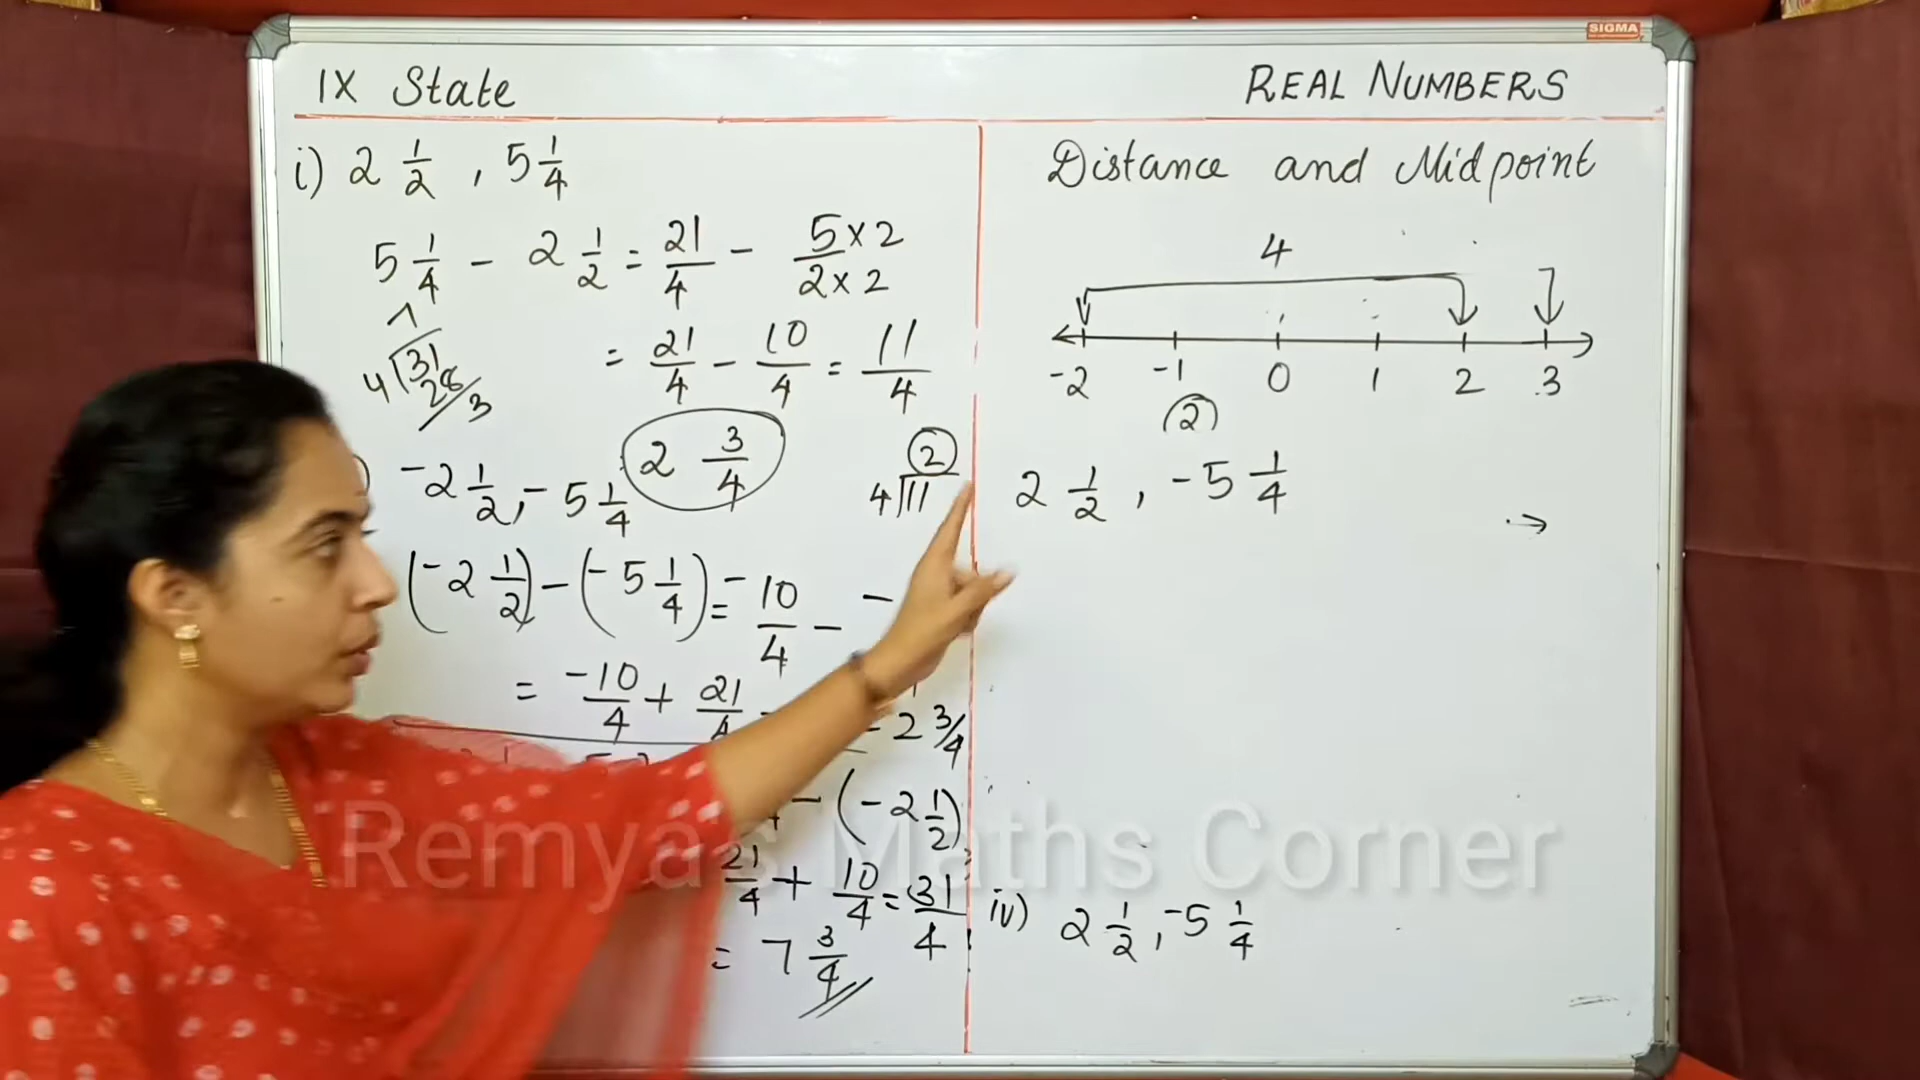 SIGMA
IX State
REAL NUMBERS
i) 2 1/2 , 5 1/4
5 1/4 - 2 1/2 = 21/4 - 5×2/2×2
= 21/4 - 10/4 = 11/4
7
4)31
28
3
2 3/4
2
4)11
) -2 1/2, -5 1/4
(-2 1/2) - (-5 1/4) = -10/4 - -
= -10/4 + 21/4
= 2 3/4
- (-2 1/2)
21/4 + 10/4 = 31/4
= 7 3/4
Distance and Midpoint
4
-2 -1 0 1 2 3
(2)
2 1/2 , -5 1/4
iv) 2 1/2 , -5 1/4
Remya's Maths Corner